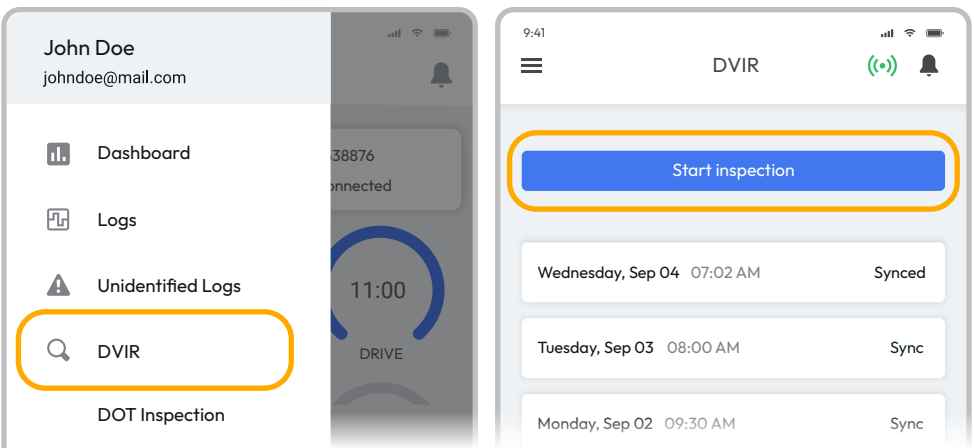 John Doe
johndoe@mail.com
Dashboard
Logs
Unidentified Logs
DVIR
DOT Inspection
38876
onnected
11:00
DRIVE
9:41
DVIR
Start inspection
Wednesday, Sep 04 07:02 AM Synced
Tuesday, Sep 03 08:00 AM Sync
Monday, Sep 02 09:30 AM Sync